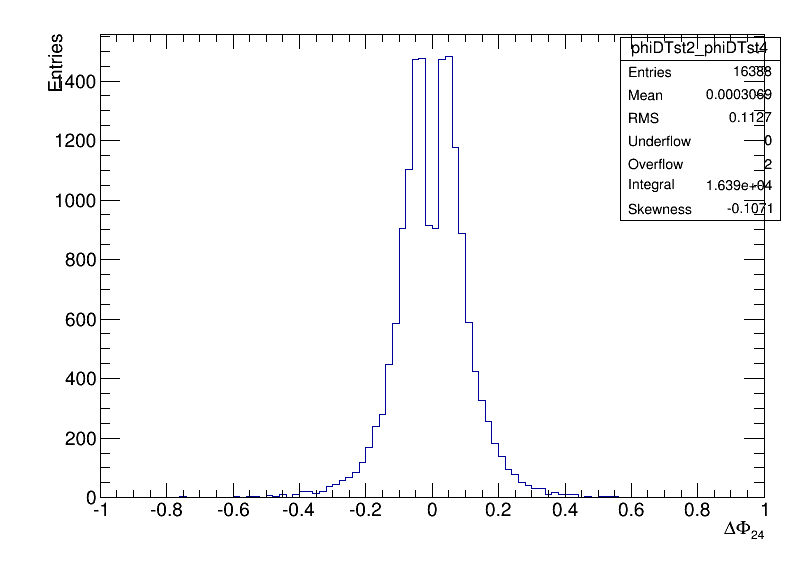 Entries
phiDTst2_phiDTst4
Entries 16388
Mean 0.0003069
RMS 0.1127
Underflow 0
Overflow 2
Integral 1.639e+04
Skewness -0.1071
1400
1200
1000
800
600
400
200
0
-1 -0.8 -0.6 -0.4 -0.2 0 0.2 0.4 0.6 0.8 1
ΔΦ24